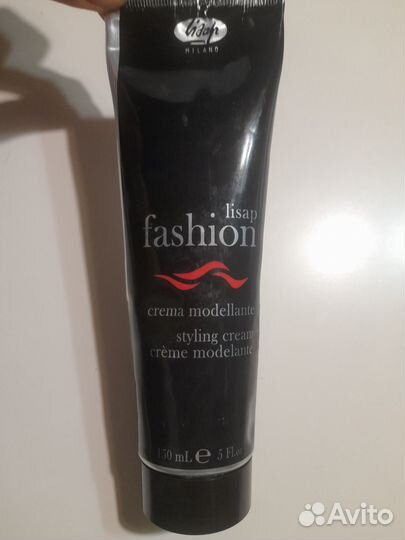 lisap
MILANO
lisap
fashion
crema modellante
styling cream
crème modelante
150 mL e 5 Fl.oz
Avito